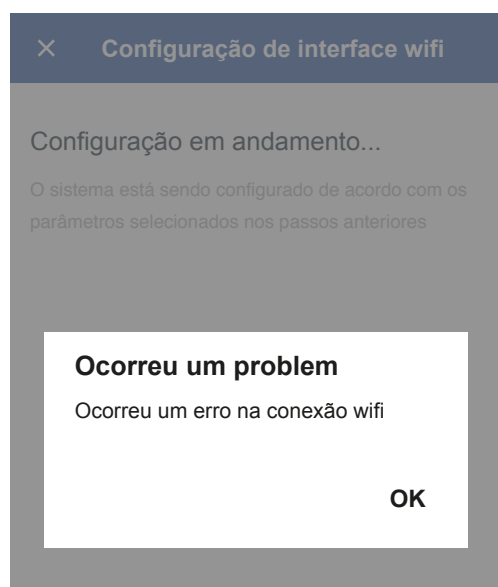 Configuração de interface wifi
Configuração em andamento...
O sistema está sendo configurado de acordo com os
parâmetros selecionados nos passos anteriores
Ocorreu um problem
Ocorreu um erro na conexão wifi
OK